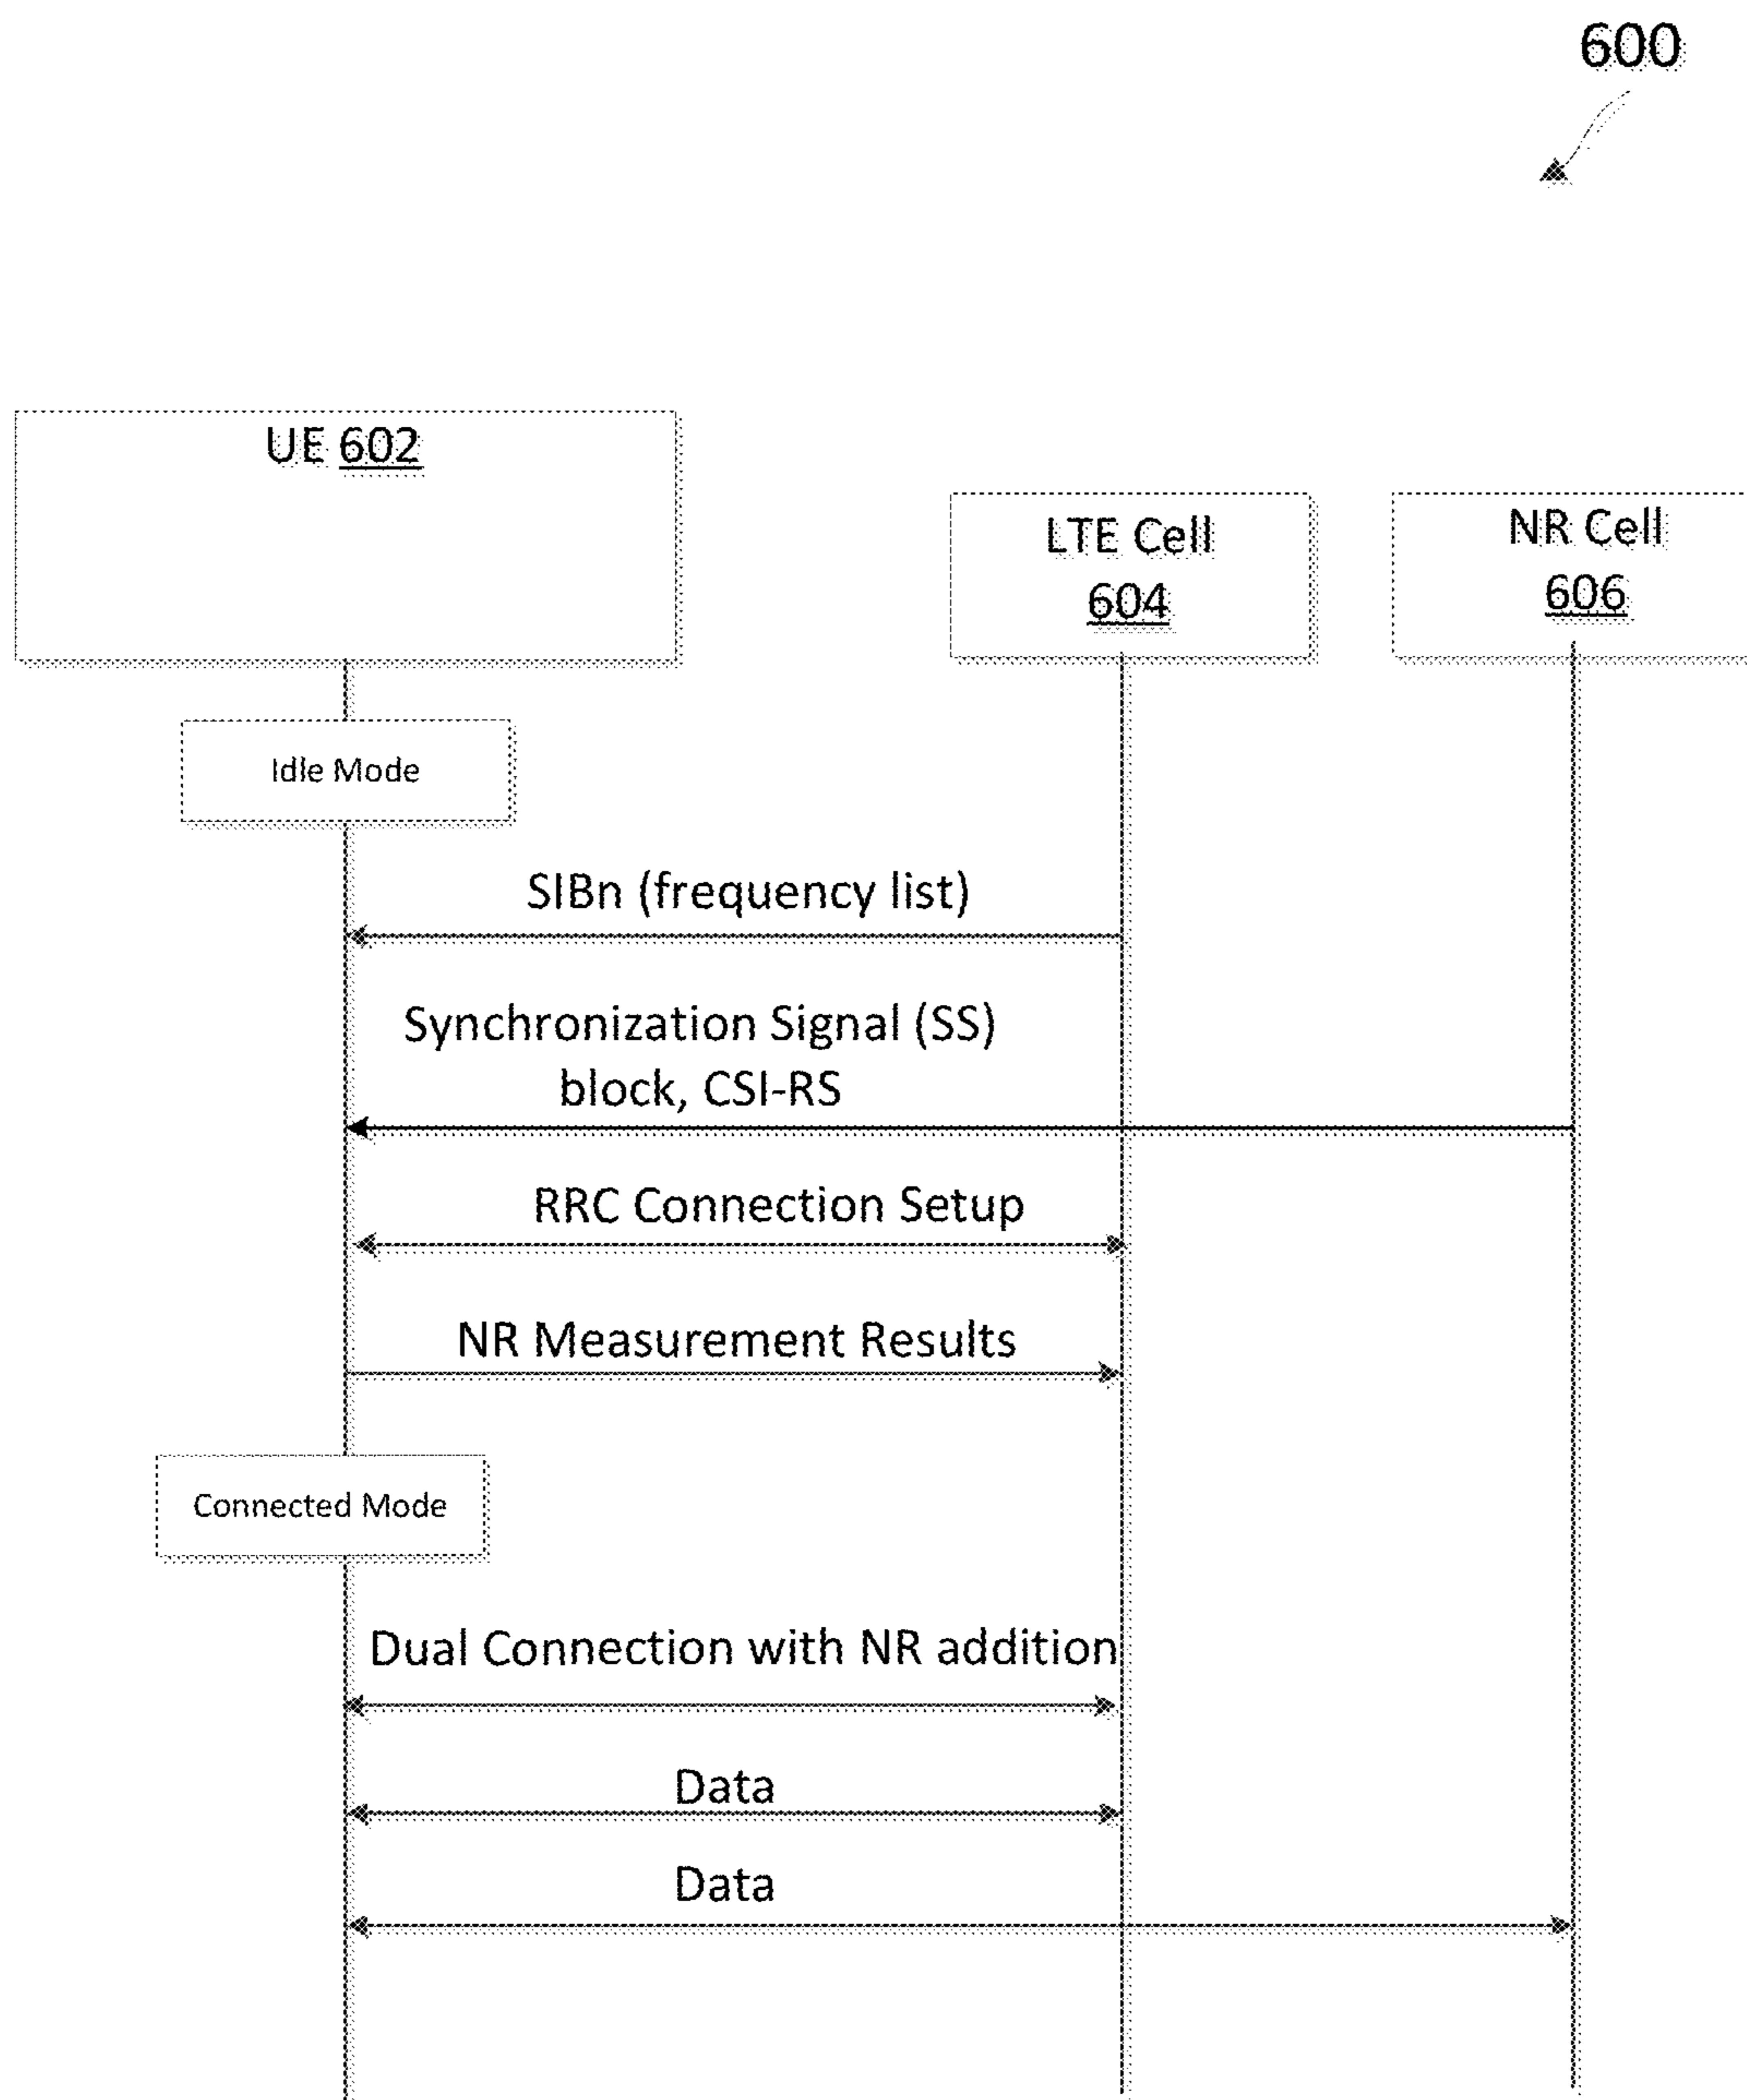 600
UE 602
LTE Cell
604
NR Cell
606
Idle Mode
SIBn (frequency list)
Synchronization Signal (SS)
block, CSI-RS
RRC Connection Setup
NR Measurement Results
Connected Mode
Dual Connection with NR addition
Data
Data